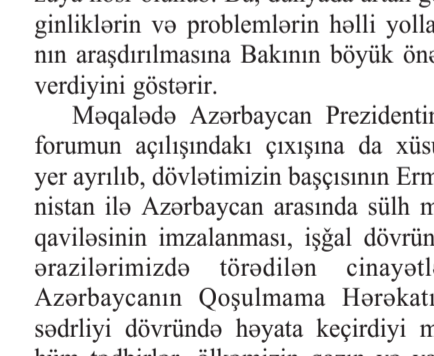 ginliklərin və problemlərin həlli yolla
nın araşdırılmasına Bakının böyük önə
verdiyini göstərir.
Məqalədə Azərbaycan Prezidentin
forumun açılışındakı çıxışına da xüsu
yer ayrılıb, dövlətimizin başçısının Erm
nistan ilə Azərbaycan arasında sülh m
qaviləsinin imzalanması, işğal dövrün
ərazilərimizdə törədilən cinayətlə
Azərbaycanın Qoşulmama Hərəkatı
sədrliyi dövründə həyata keçirdiyi m